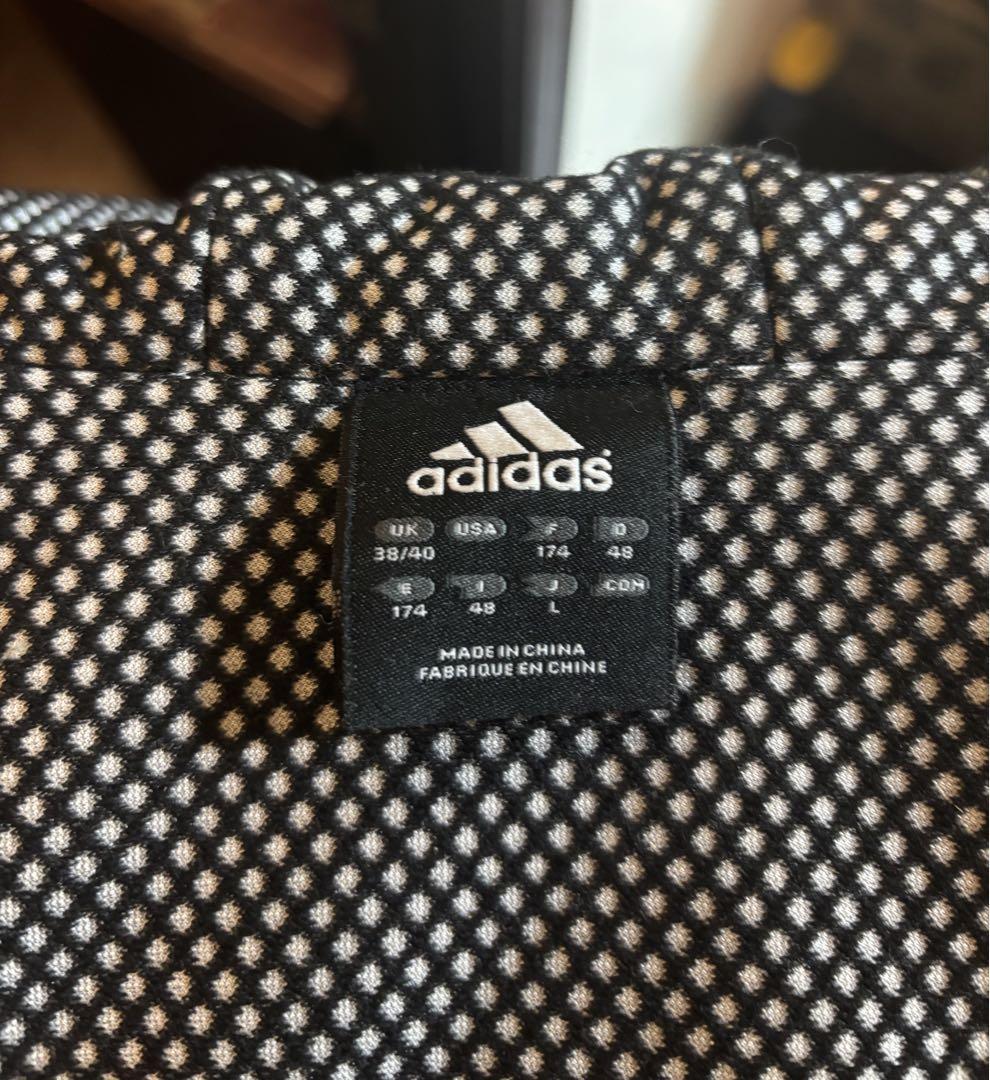 adidas
UK USA F D
38/40 174 48
E I J CDN
174 48 L
MADE IN CHINA
FABRIQUE EN CHINE